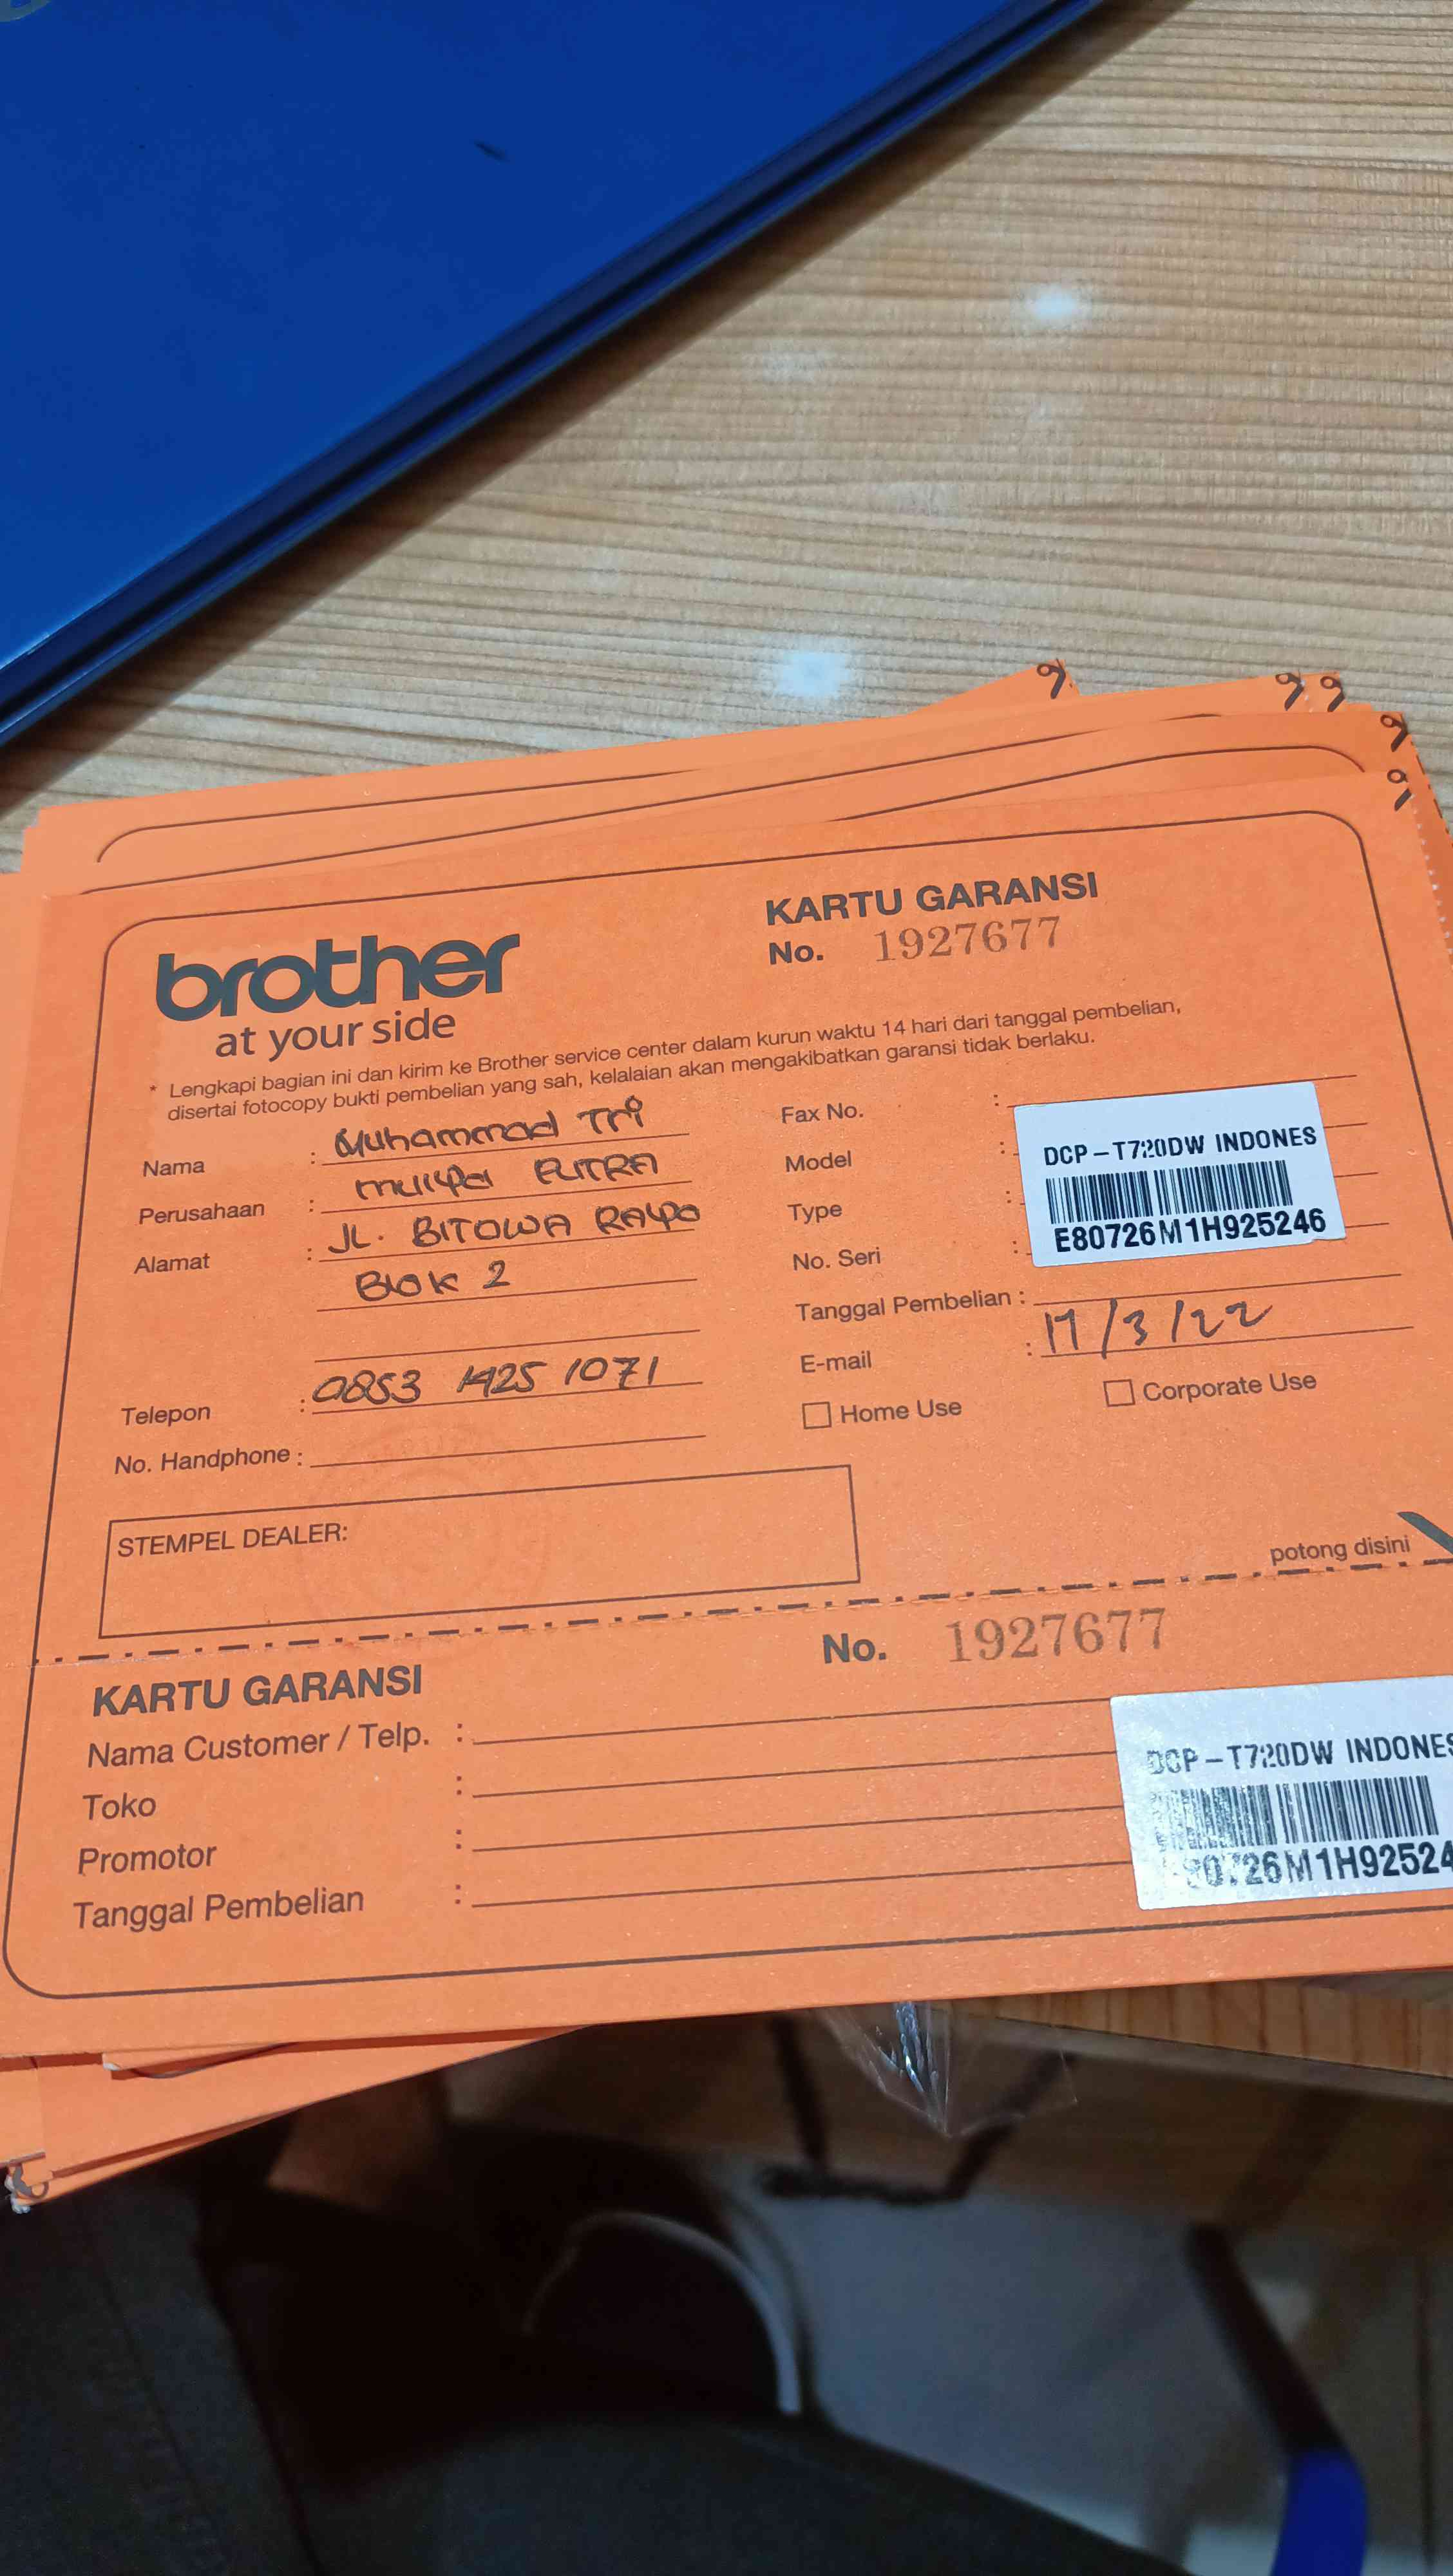 KARTU GARANSI
No. 1927677
brother
at your side
* Lengkapi bagian ini dan kirim ke Brother service center dalam kurun waktu 14 hari dari tanggal pembelian,
disertai fotocopy bukti pembelian yang sah, kelalaian akan mengakibatkan garansi tidak berlaku.
Nama : Muhammad Tri
Perusahaan : PUTRA
Alamat : JL. BITOWA RAYA
Blok 2
Telepon : 0853 1425 1071
No. Handphone :
Fax No. :
Model : DCP-T720DW INDONES
Type :
No. Seri : E80726M1H925246
Tanggal Pembelian :
E-mail : 17/3/22
Home Use
Corporate Use
STEMPEL DEALER:
potong disini
KARTU GARANSI
No. 1927677
Nama Customer / Telp. :
Toko :
Promotor :
Tanggal Pembelian :
DCP-T720DW INDONES
80726M1H92524